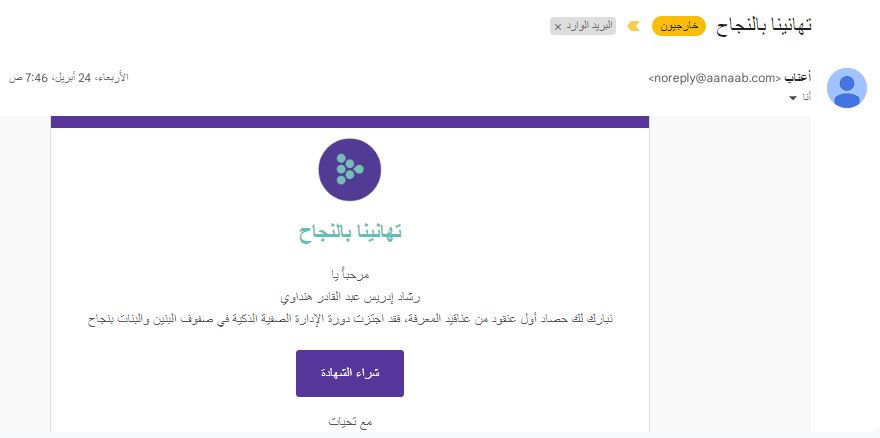 تهانينا بالنجاح خارجيون البريد الوارد ×
أعناب <noreply@aanaab.com> الأربعاء، 24 أبريل، 7:46 ص
أنا
تهانينا بالنجاح
مرحباً يا
رشاد إدريس عبد القادر هنداوي
نبارك لك حصاد أول عنقود من عناقيد المعرفة، فقد اجتزت دورة الإدارة الصفية الذكية في صفوف البنين والبنات بنجاح
شراء الشهادة
مع تحيات